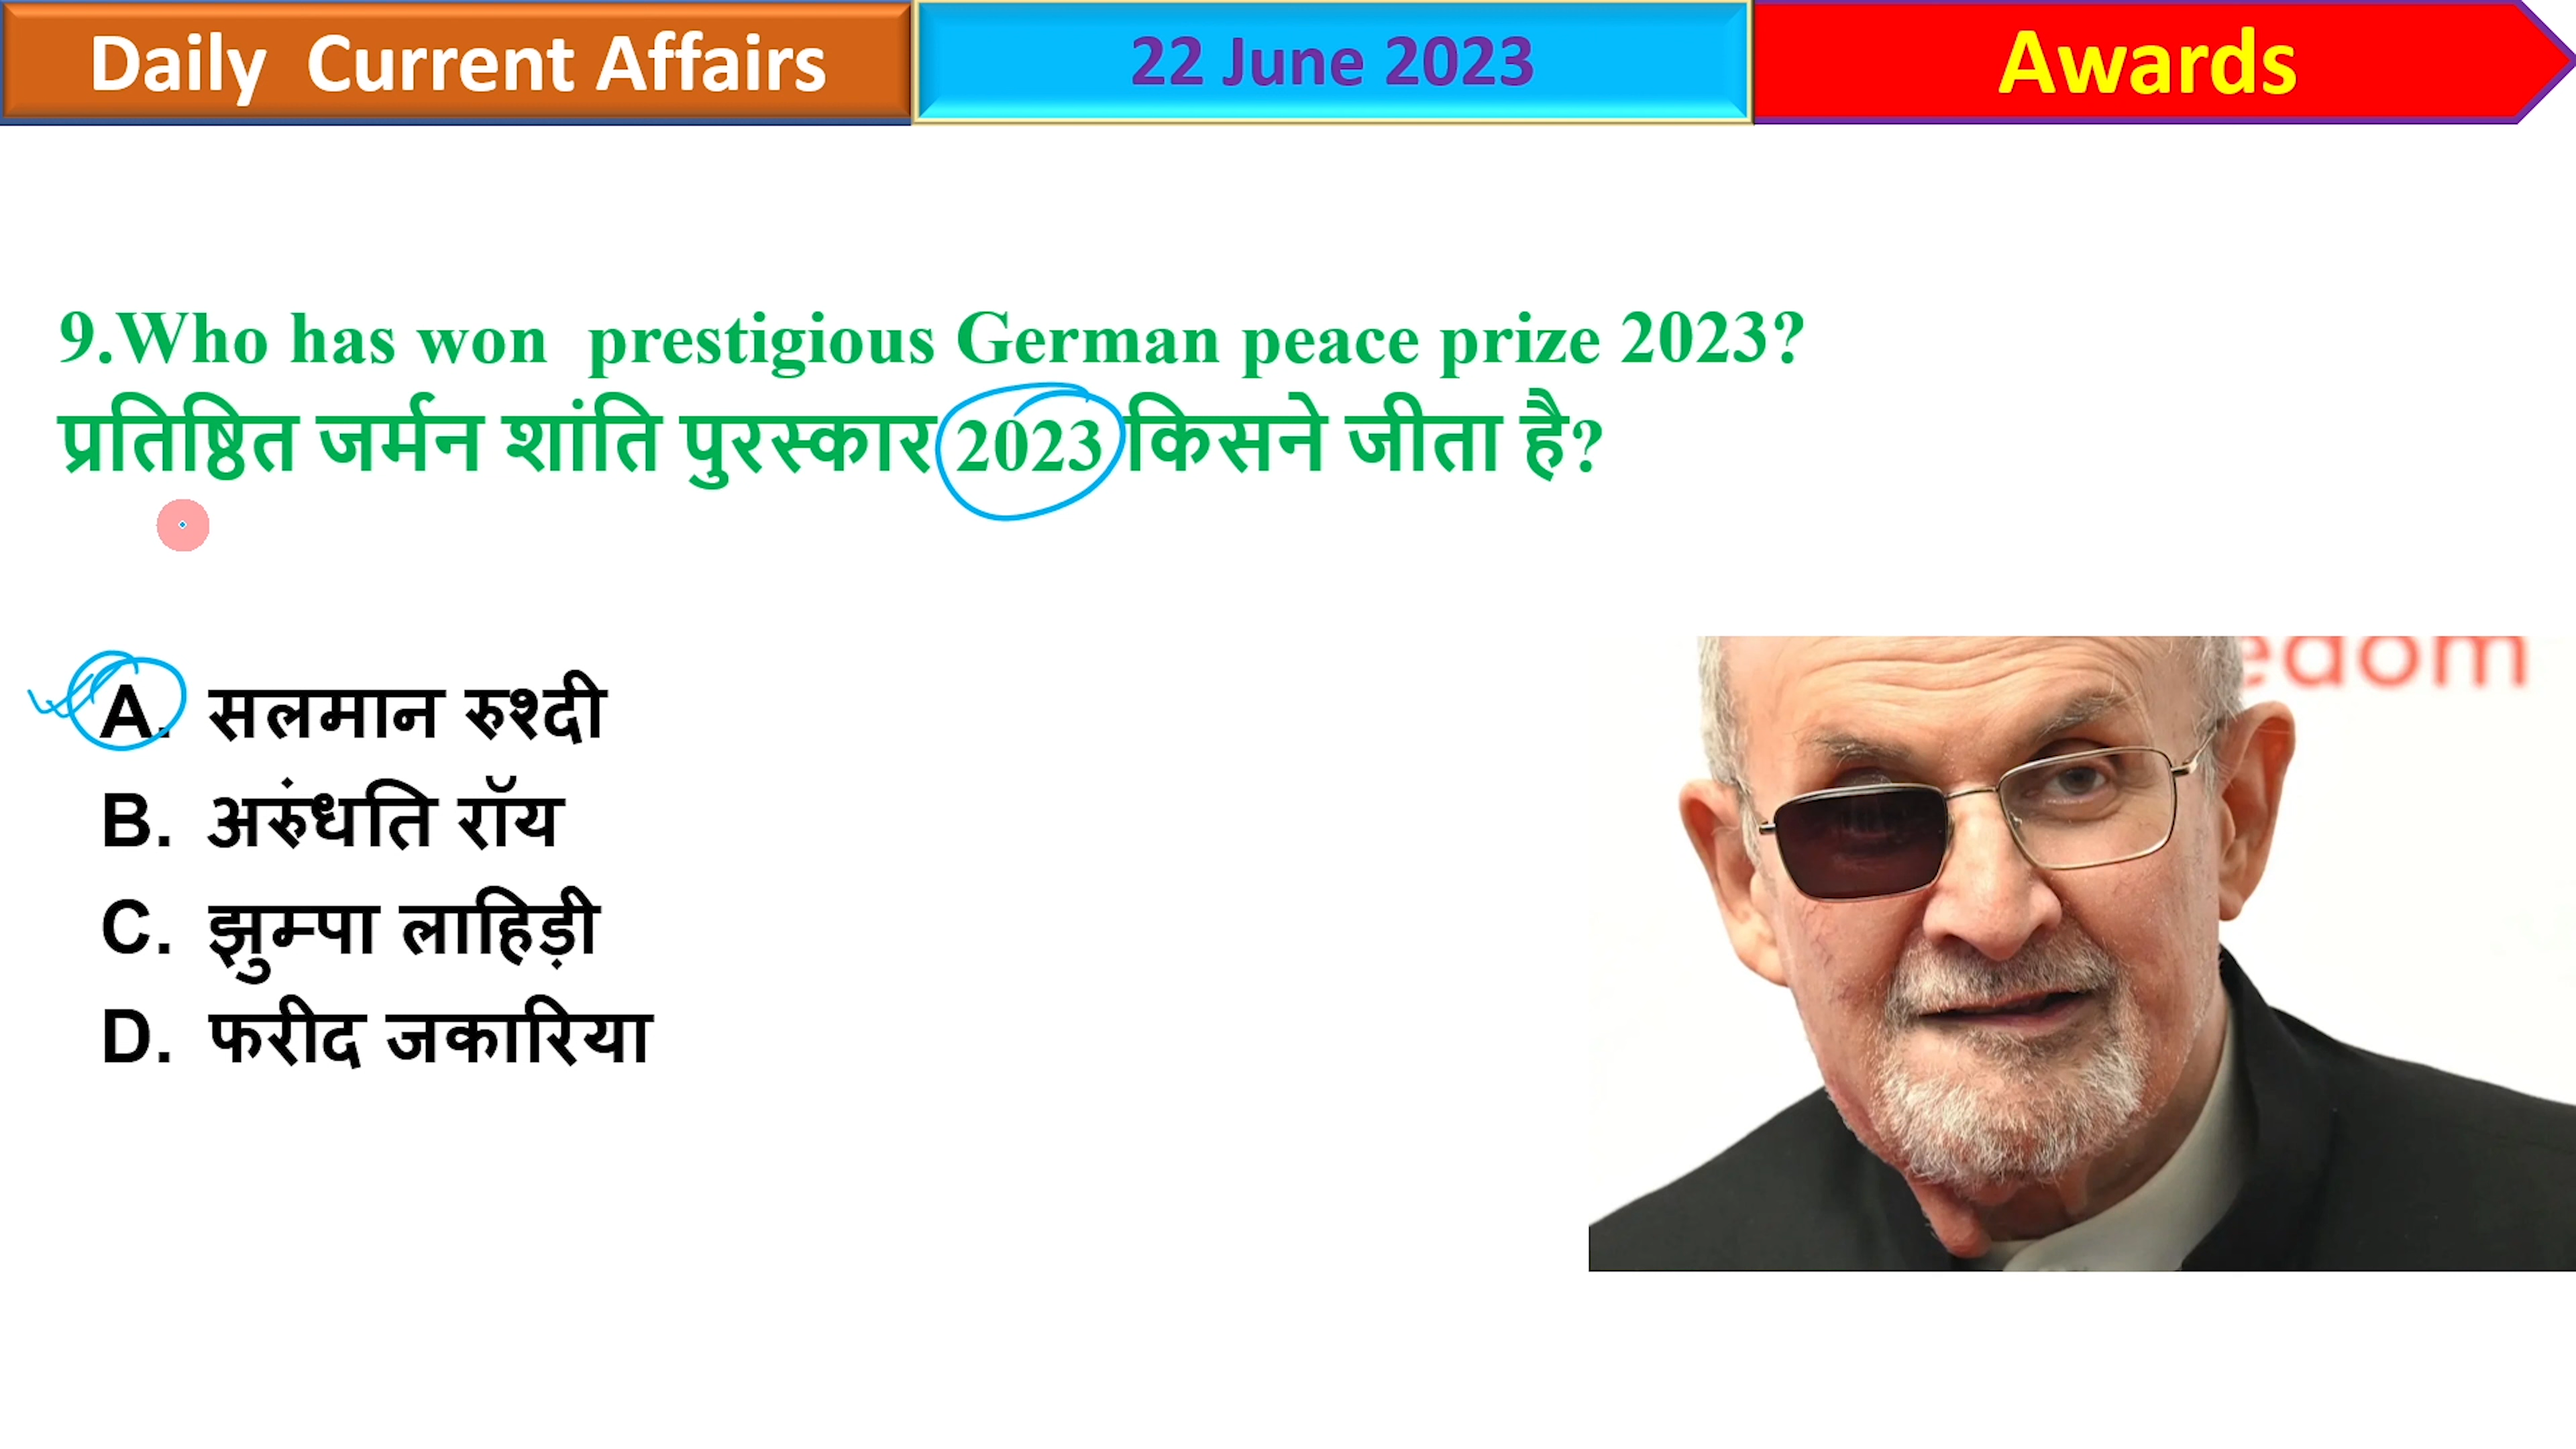 Daily Current Affairs
22 June 2023
Awards
9.Who has won prestigious German peace prize 2023?
प्रतिष्ठित जर्मन शांति पुरस्कार 2023 किसने जीता है?
edom
A. सलमान रुश्दी
B. अरुंधति रॉय
C. झुम्पा लाहिड़ी
D. फरीद जकारिया